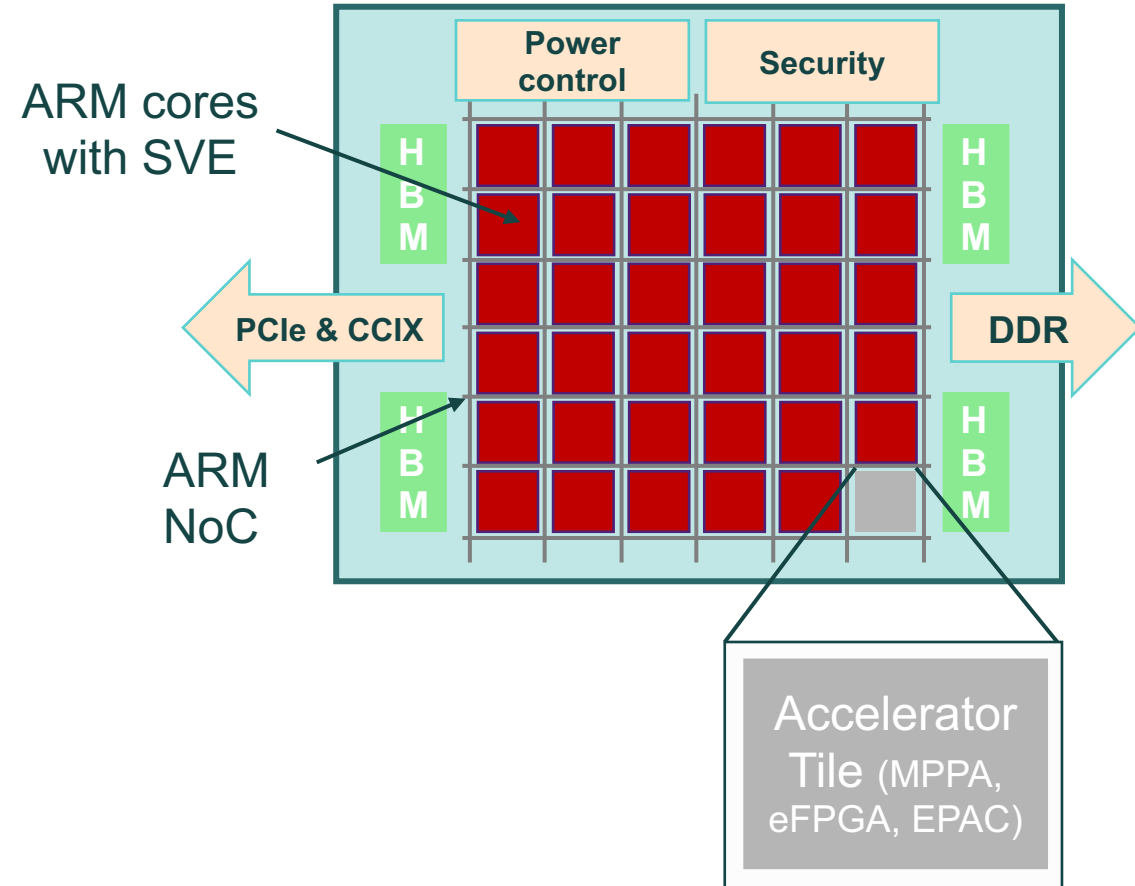 Power
control
Security
ARM cores
with SVE
H
B
M
H
B
M
PCIe & CCIX
DDR
H
B
M
H
B
M
ARM
NoC
Accelerator
Tile (MPPA,
eFPGA, EPAC)